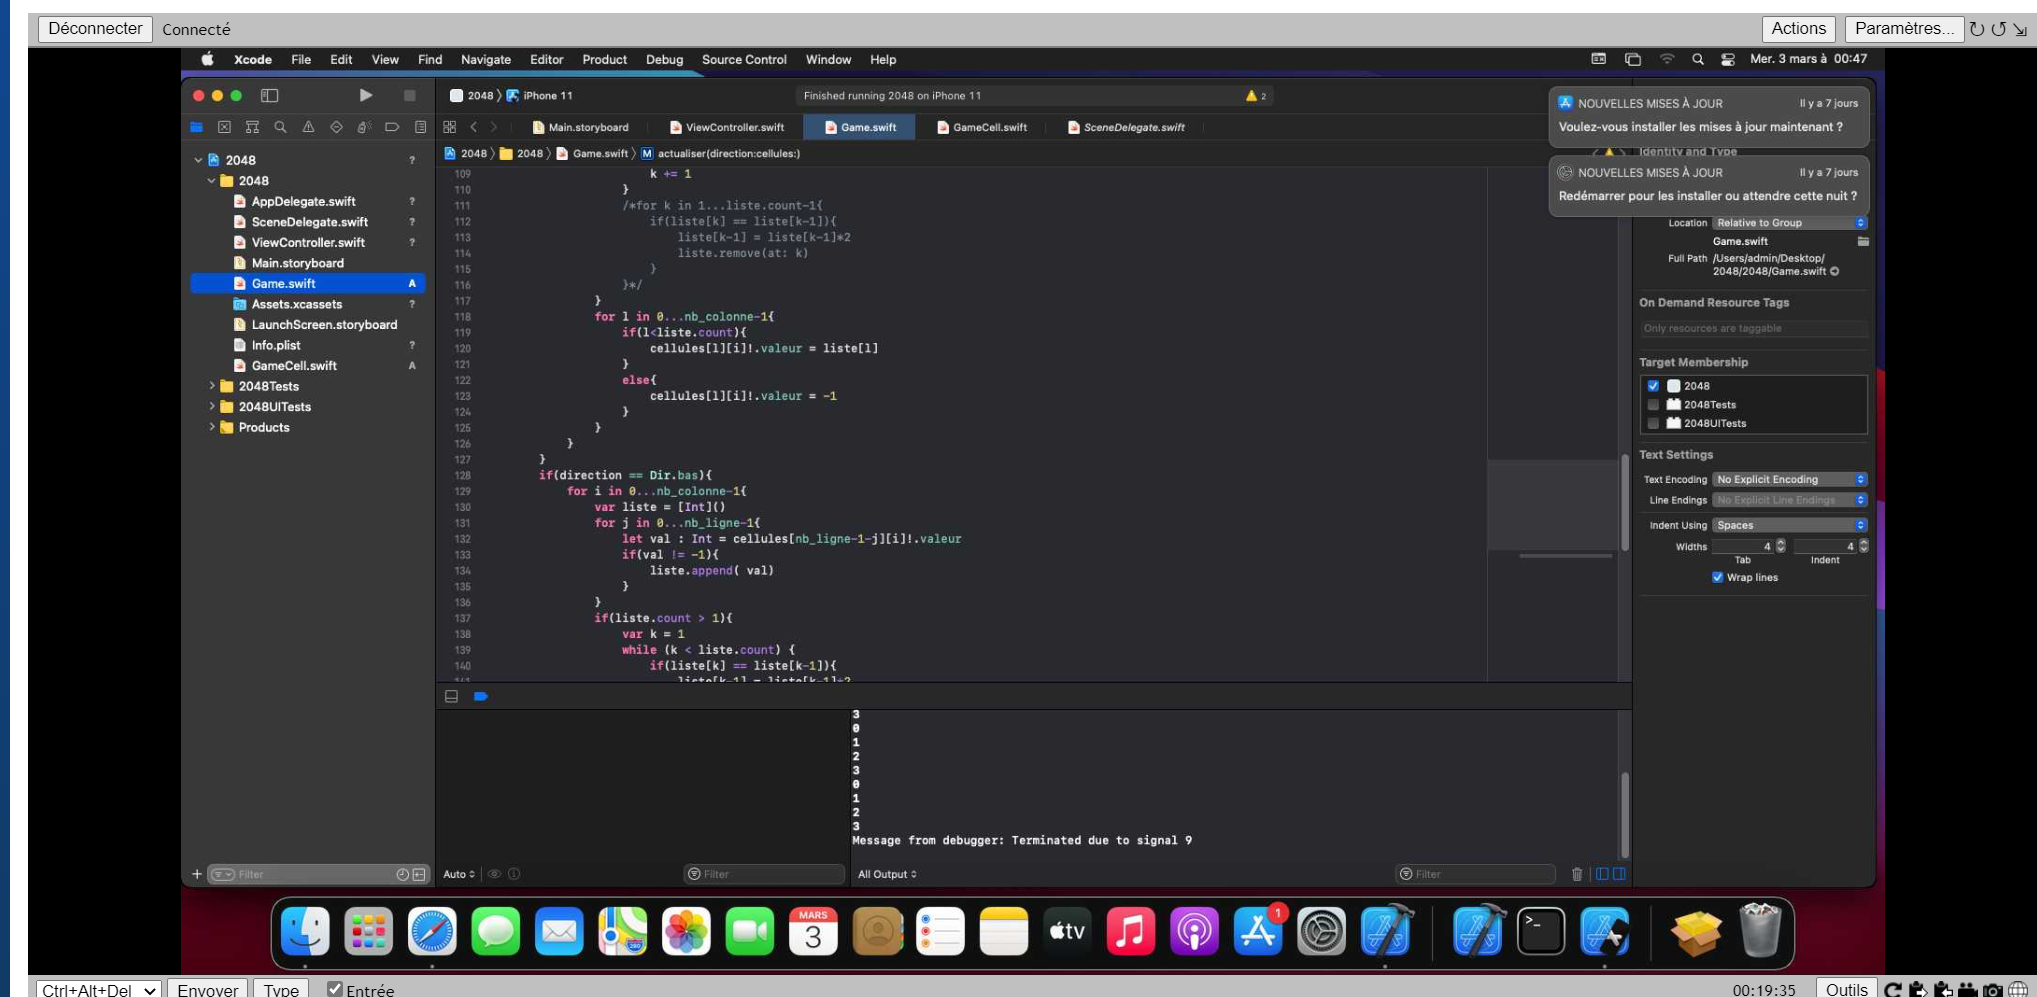 Déconnecter Connecté Actions Paramètres...
Xcode File Edit View Find Navigate Editor Product Debug Source Control Window Help Mer. 3 mars à 00:47
2048 〉 iPhone 11 Finished running 2048 on iPhone 11 2
NOUVELLES MISES À JOUR Il y a 7 jours
Voulez-vous installer les mises à jour maintenant ?
NOUVELLES MISES À JOUR Il y a 7 jours
Redémarrer pour les installer ou attendre cette nuit ?
Main.storyboard ViewController.swift Game.swift GameCell.swift SceneDelegate.swift
2048 〉 2048 〉 Game.swift 〉 M actualiser(direction:cellules:)
2048 ?
2048
AppDelegate.swift ?
SceneDelegate.swift ?
ViewController.swift ?
Main.storyboard
Game.swift A
Assets.xcassets ?
LaunchScreen.storyboard
Info.plist ?
GameCell.swift A
2048Tests
2048UITests
Products
Filter
109 k += 1
110 }
111 /*for k in 1...liste.count-1{
112 if(liste[k] == liste[k-1]){
113 liste[k-1] = liste[k-1]*2
114 liste.remove(at: k)
115 }
116 }*/
117 }
118 for l in 0...nb_colonne-1{
119 if(l<liste.count){
120 cellules[l][i]!.valeur = liste[l]
121 }
122 else{
123 cellules[l][i]!.valeur = -1
124 }
125 }
126 }
127 }
128 if(direction == Dir.bas){
129 for i in 0...nb_colonne-1{
130 var liste = [Int]()
131 for j in 0...nb_ligne-1{
132 let val : Int = cellules[nb_ligne-1-j][i]!.valeur
133 if(val != -1){
134 liste.append( val)
135 }
136 }
137 if(liste.count > 1){
138 var k = 1
139 while (k < liste.count) {
140 if(liste[k] == liste[k-1]){
141 liste[k-1] = liste[k-1]*2
3
0
1
2
3
0
1
2
3
Message from debugger: Terminated due to signal 9
Auto Filter All Output Filter
Identity and Type
Location Relative to Group
Game.swift
Full Path /Users/admin/Desktop/
2048/2048/Game.swift
On Demand Resource Tags
Only resources are taggable
Target Membership
2048
2048Tests
2048UITests
Text Settings
Text Encoding No Explicit Encoding
Line Endings No Explicit Line Endings
Indent Using Spaces
Widths 4 4
Tab Indent
Wrap lines
MARS
3
tv
1
Ctrl+Alt+Del Envoyer Type Entrée 00:19:35 Outils